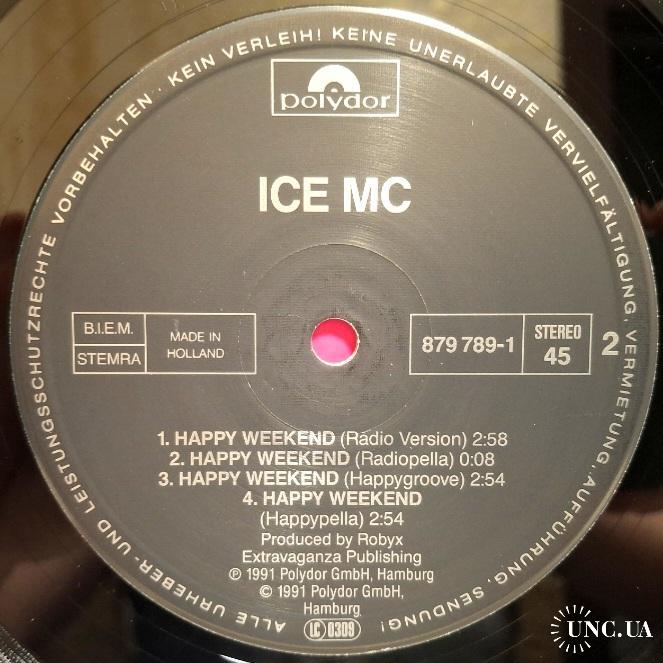 ALLE URHEBER- UND LEISTUNGSSCHUTZRECHTE VORBEHALTEN · KEIN VERLEIH! KEINE UNERLAUBTE VERVIELFÄLTIGUNG, VERMIETUNG, AUFFÜHRUNG, SENDUNG!
polydor
ICE MC
B.I.E.M.
STEMRA
MADE IN
HOLLAND
879 789-1
STEREO
45
2
1. HAPPY WEEKEND (Radio Version) 2:58
2. HAPPY WEEKEND (Radiopella) 0:08
3. HAPPY WEEKEND (Happygroove) 2:54
4. HAPPY WEEKEND
(Happypella) 2:54
Produced by Robyx
Extravaganza Publishing
℗ 1991 Polydor GmbH, Hamburg
© 1991 Polydor GmbH,
Hamburg
LC 0309
UNC.UA